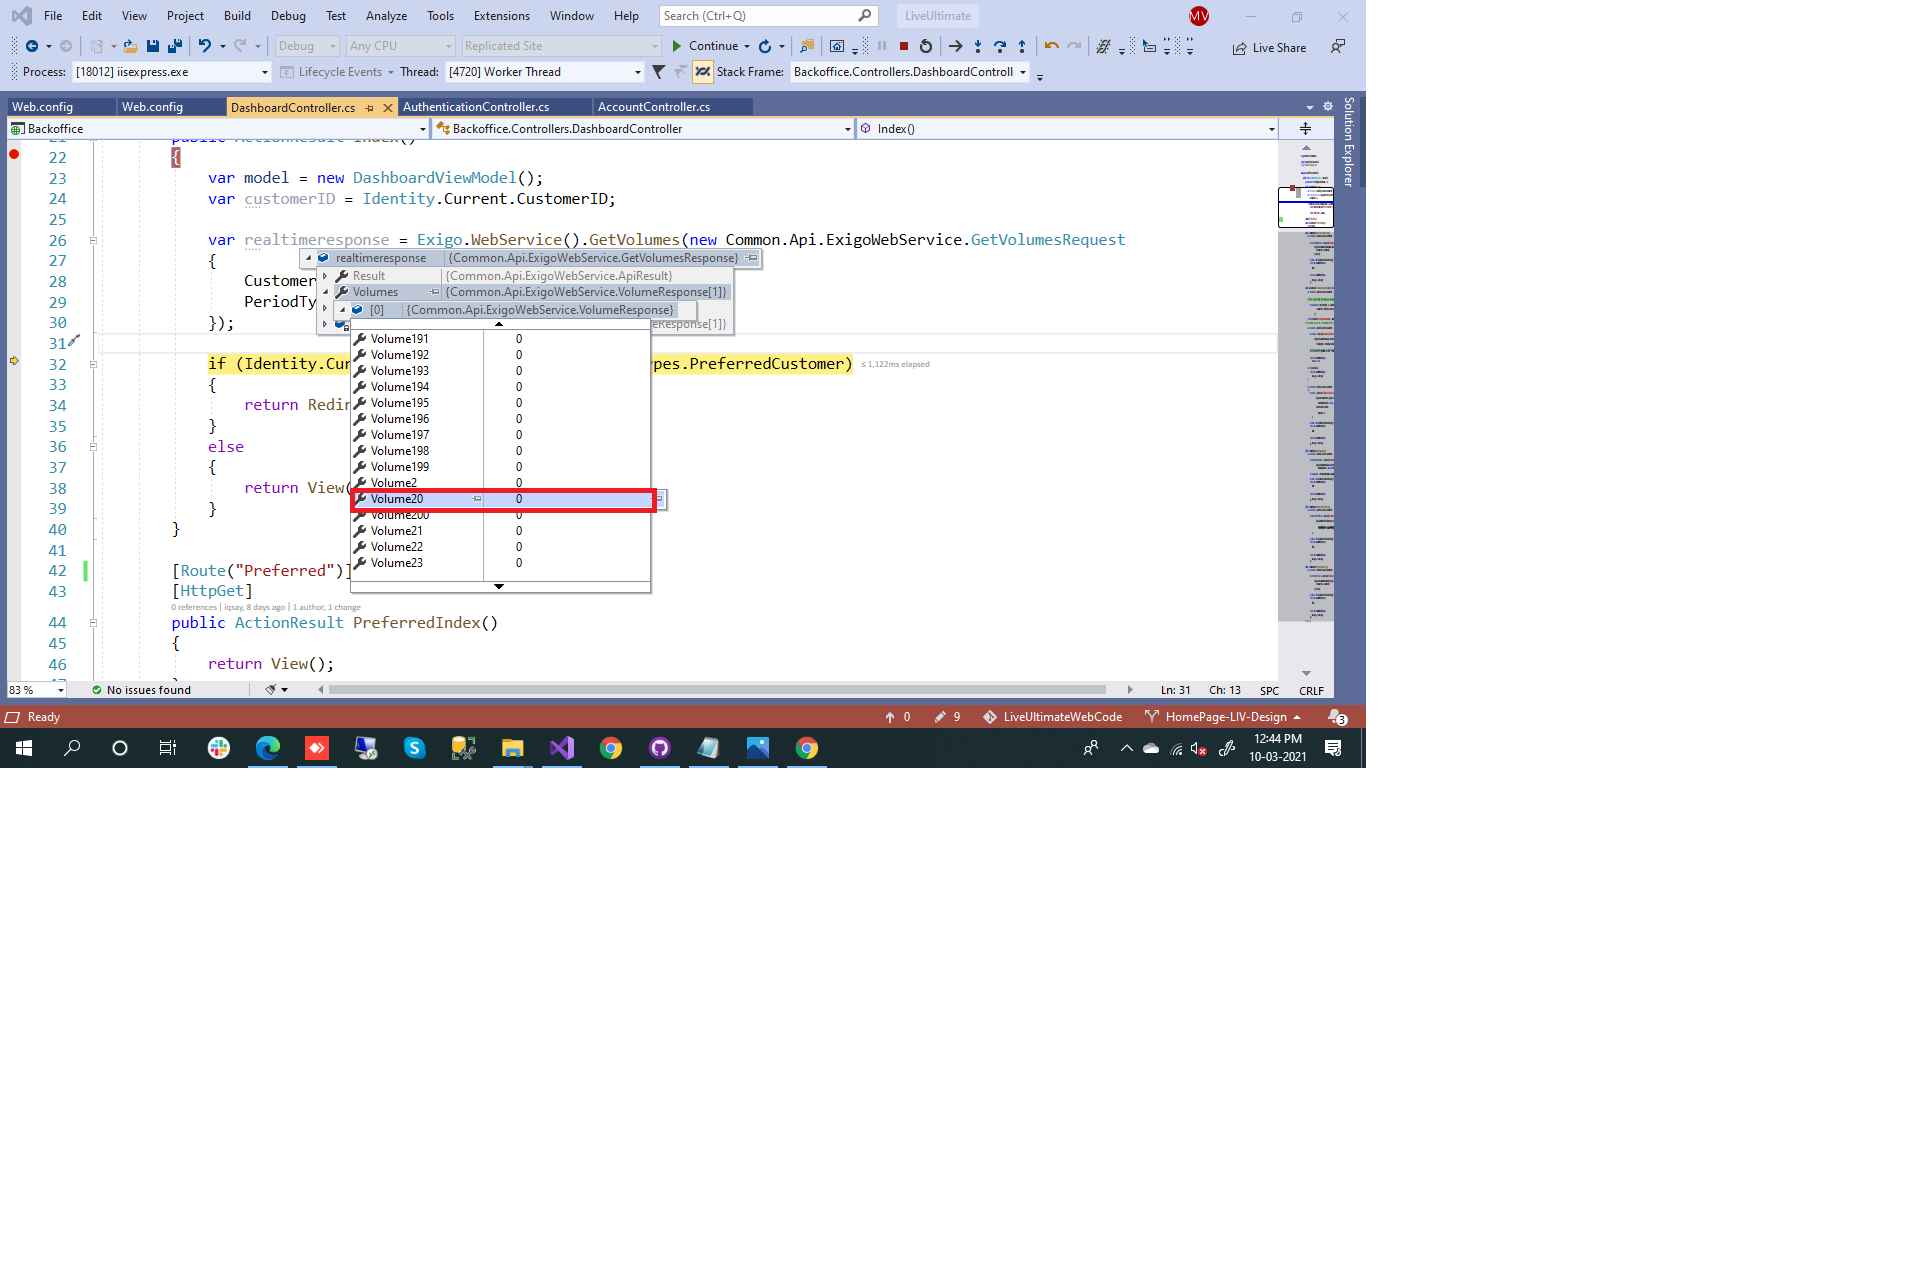 File Edit View Project Build Debug Test Analyze Tools Extensions Window Help Search (Ctrl+Q) LiveUltimate MV
Debug Any CPU Replicated Site Continue Live Share
Process: [18012] iisexpress.exe Lifecycle Events Thread: [4720] Worker Thread Stack Frame: Backoffice.Controllers.DashboardControll
Web.config Web.config DashboardController.cs AuthenticationController.cs AccountController.cs
Solution Explorer
Backoffice Backoffice.Controllers.DashboardController Index()
21 public ActionResult Index()
22 {
23 var model = new DashboardViewModel();
24 var customerID = Identity.Current.CustomerID;
25
26 var realtimeresponse = Exigo.WebService().GetVolumes(new Common.Api.ExigoWebService.GetVolumesRequest
27 {
realtimeresponse {Common.Api.ExigoWebService.GetVolumesResponse}
28 Customer
Result {Common.Api.ExigoWebService.ApiResult}
29 PeriodTy
Volumes {Common.Api.ExigoWebService.VolumeResponse[1]}
[0] {Common.Api.ExigoWebService.VolumeResponse}
30 });
eResponse[1]}
31
Volume191 0
Volume192 0
32 if (Identity.Cur ypes.PreferredCustomer) ≤ 1,122ms elapsed
Volume193 0
33 {
Volume194 0
34 return Redir
Volume195 0
Volume196 0
35 }
Volume197 0
36 else
Volume198 0
37 {
Volume199 0
38 return View(
Volume2 0
Volume20 0
39 }
Volume200 0
40 }
Volume21 0
41
Volume22 0
Volume23 0
42 [Route("Preferred")]
43 [HttpGet]
0 references | iqsay, 8 days ago | 1 author, 1 change
44 public ActionResult PreferredIndex()
45 {
46 return View();
47 }
83 % No issues found Ln: 31 Ch: 13 SPC CRLF
Ready 0 9 LiveUltimateWebCode HomePage-LIV-Design 3
12:44 PM
10-03-2021